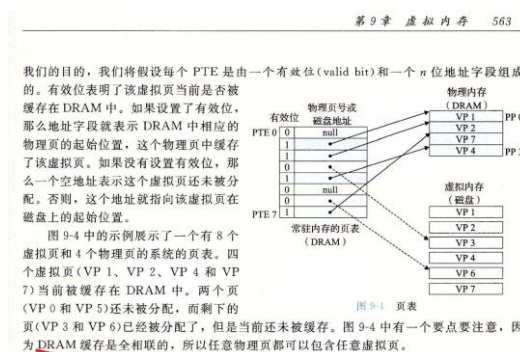 第9章 虚拟内存 563
我们的目的,我们将假设每个 PTE 是由一个有效位(valid bit)和一个 n 位地址字段组成
的。有效位表明了该虚拟页当前是否被
缓存在 DRAM 中。如果设置了有效位,
那么地址字段就表示 DRAM 中相应的
物理页的起始位置,这个物理页中缓存
了该虚拟页。如果没有设置有效位,那
么一个空地址表示这个虚拟页还未被分
配。否则,这个地址就指向该虚拟页在
磁盘上的起始位置。
图 9-4 中的示例展示了一个有 8 个
虚拟页和 4 个物理页的系统的页表。四
个虚拟页(VP 1、VP 2、VP 4 和 VP
7)当前被缓存在 DRAM 中。两个页
(VP 0 和 VP 5)还未被分配,而剩下的
页(VP 3 和 VP 6)已经被分配了,但是当前还未被缓存。图 9-4 中有一个要点要注意,因
为 DRAM 缓存是全相联的,所以任意物理页都可以包含任意虚拟页。
物理页号或
磁盘地址
有效位
PTE 0 0 null
1
1
0
1
0 null
0
PTE 7 1
常驻内存的页表
(DRAM)
物理内存
(DRAM)
VP 1 PP 0
VP 2
VP 7
VP 4 PP 3
虚拟内存
(磁盘)
VP 1
VP 2
VP 3
VP 4
VP 6
VP 7
图 9-4 页表